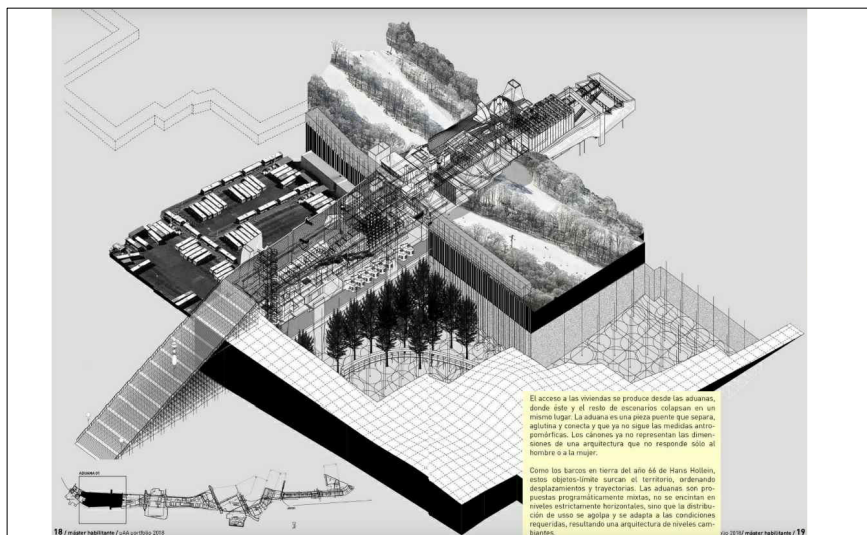 El acceso a las viviendas se produce desde las aduanas,
donde éste y el resto de escenarios colapsan en un
mismo lugar. La aduana es una pieza puente que separa,
aglutina y conecta y que ya no sigue las medidas antro-
pomórficas. Los cánones ya no representan las dimen-
siones de una arquitectura que no responde sólo al
hombre o a la mujer.
Como los barcos en tierra del año 66 de Hans Hollein,
estos objetos-límite surcan el territorio, ordenando
desplazamientos y trayectorias. Las aduanas son pro-
puestas programáticamente mixtas, no se encintan en
niveles estrictamente horizontales, sino que la distribu-
ción de usso se agolpa y se adapta a las condiciones
requeridas, resultando una arquitectura de niveles cam-
biantes.
ADUANA 01
18 / máster habilitante / uAA portfolio 2018
2018/ máster habilitante / 19